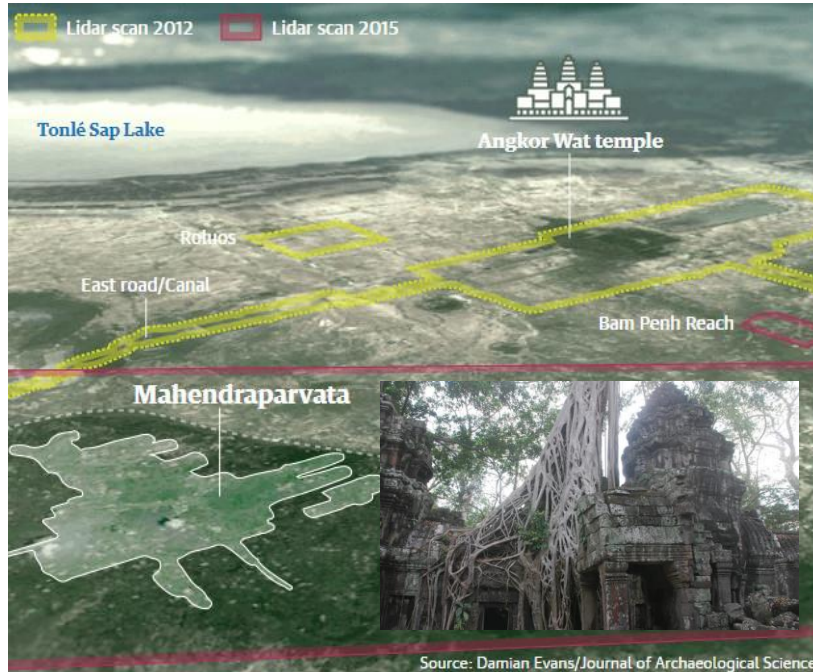 Lidar scan 2012
Lidar scan 2015
Tonlé Sap Lake
Angkor Wat temple
Roluos
East road/Canal
Bam Penh Reach
Mahendraparvata
Source: Damian Evans/Journal of Archaeological Science